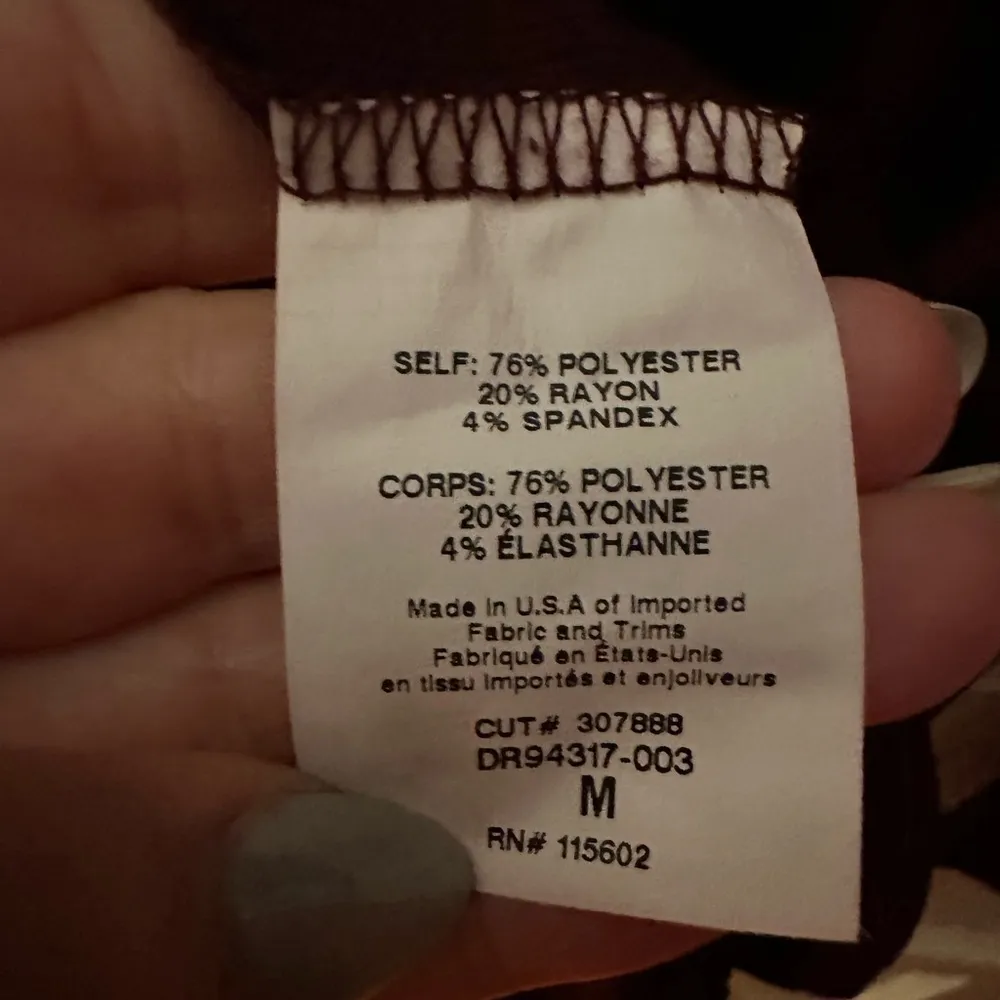 SELF: 76% POLYESTER
20% RAYON
4% SPANDEX
CORPS: 76% POLYESTER
20% RAYONNE
4% ÉLASTHANNE
Made in U.S.A of Imported
Fabric and Trims
Fabriqué en États-Unis
en tissu importés et enjoliveurs
CUT# 307888
DR94317-003
M
RN# 115602